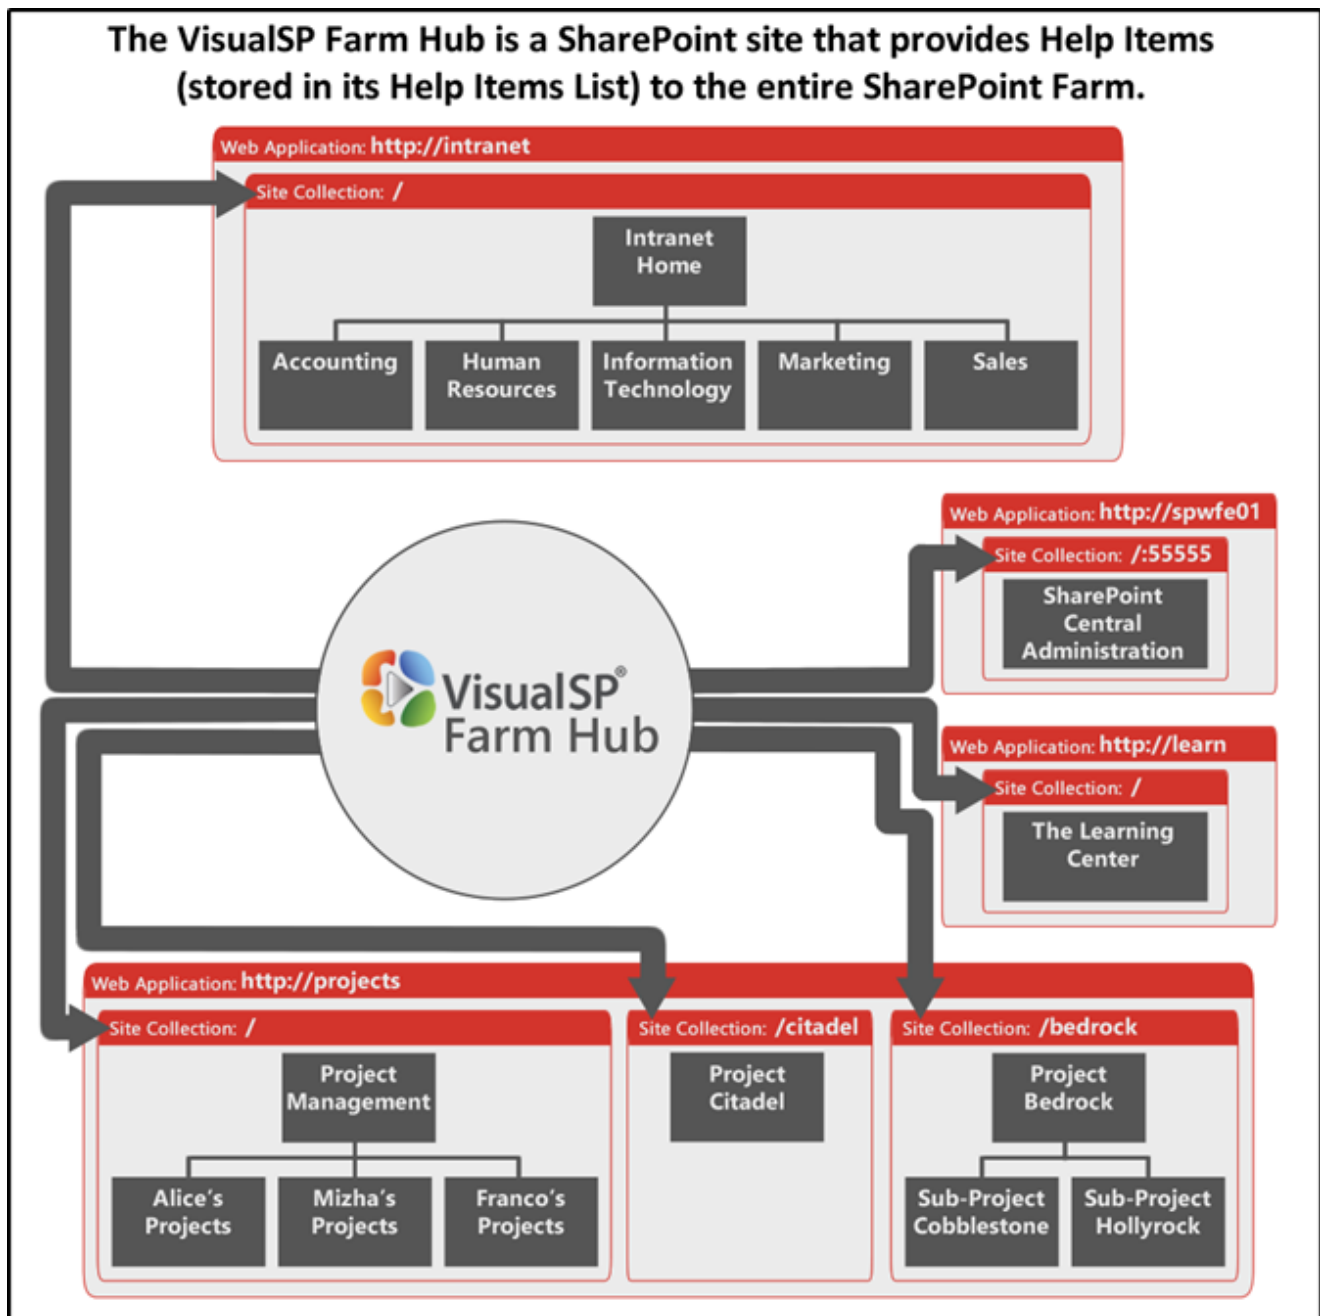 The VisualSP Farm Hub is a SharePoint site that provides Help Items
(stored in its Help Items List) to the entire SharePoint Farm.
Web Application: http://intranet
Site Collection: /
Intranet
Home
Accounting
Human
Resources
Information
Technology
Marketing
Sales
Web Application: http://spwfe01
Site Collection: /:55555
SharePoint
Central
Administration
VisualSP®
Farm Hub
Web Application: http://learn
Site Collection: /
The Learning
Center
Web Application: http://projects
Site Collection: /
Project
Management
Alice's
Projects
Mizha's
Projects
Franco's
Projects
Site Collection: /citadel
Project
Citadel
Site Collection: /bedrock
Project
Bedrock
Sub-Project
Cobblestone
Sub-Project
Hollyrock